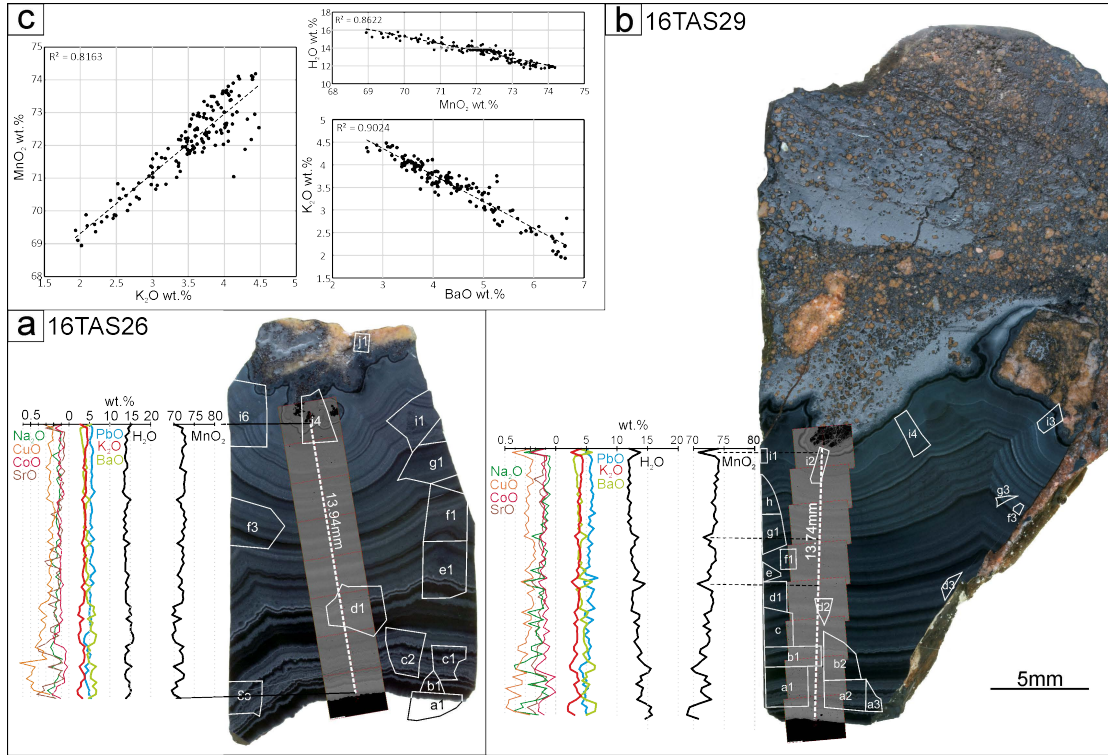 c
R² = 0.8163
MnO₂ wt.%
75
74
73
72
71
70
69
68
1.5 2 2.5 3 3.5 4 4.5 5
K₂O wt.%
R² = 0.8622
H₂O wt.%
18
16
14
12
10
68 69 70 71 72 73 74 75
MnO₂ wt.%
R² = 0.9024
K₂O wt.%
5
4.5
4
3.5
3
2.5
2
1.5
2 3 4 5 6 7
BaO wt.%
b 16TAS29
a 16TAS26
wt.%
0.5 0 5 10 15 20 70 75 80
Na₂O
CuO
CoO
SrO
PbO
K₂O
BaO
H₂O
MnO₂
i6
i4
j1
i1
g1
f3
f1
e1
d1
c2
c1
b1
a1
13.94mm
wt.%
0.5 0 5 10 15 20 70 75 80
Na₂O
CuO
CoO
SrO
PbO
K₂O
BaO
H₂O
MnO₂
i1
i2
i4
i3
h
g3
f3
g1
f1
e
d1
d2
d3
c
b1
b2
a1
a2
a3
13.74mm
5mm